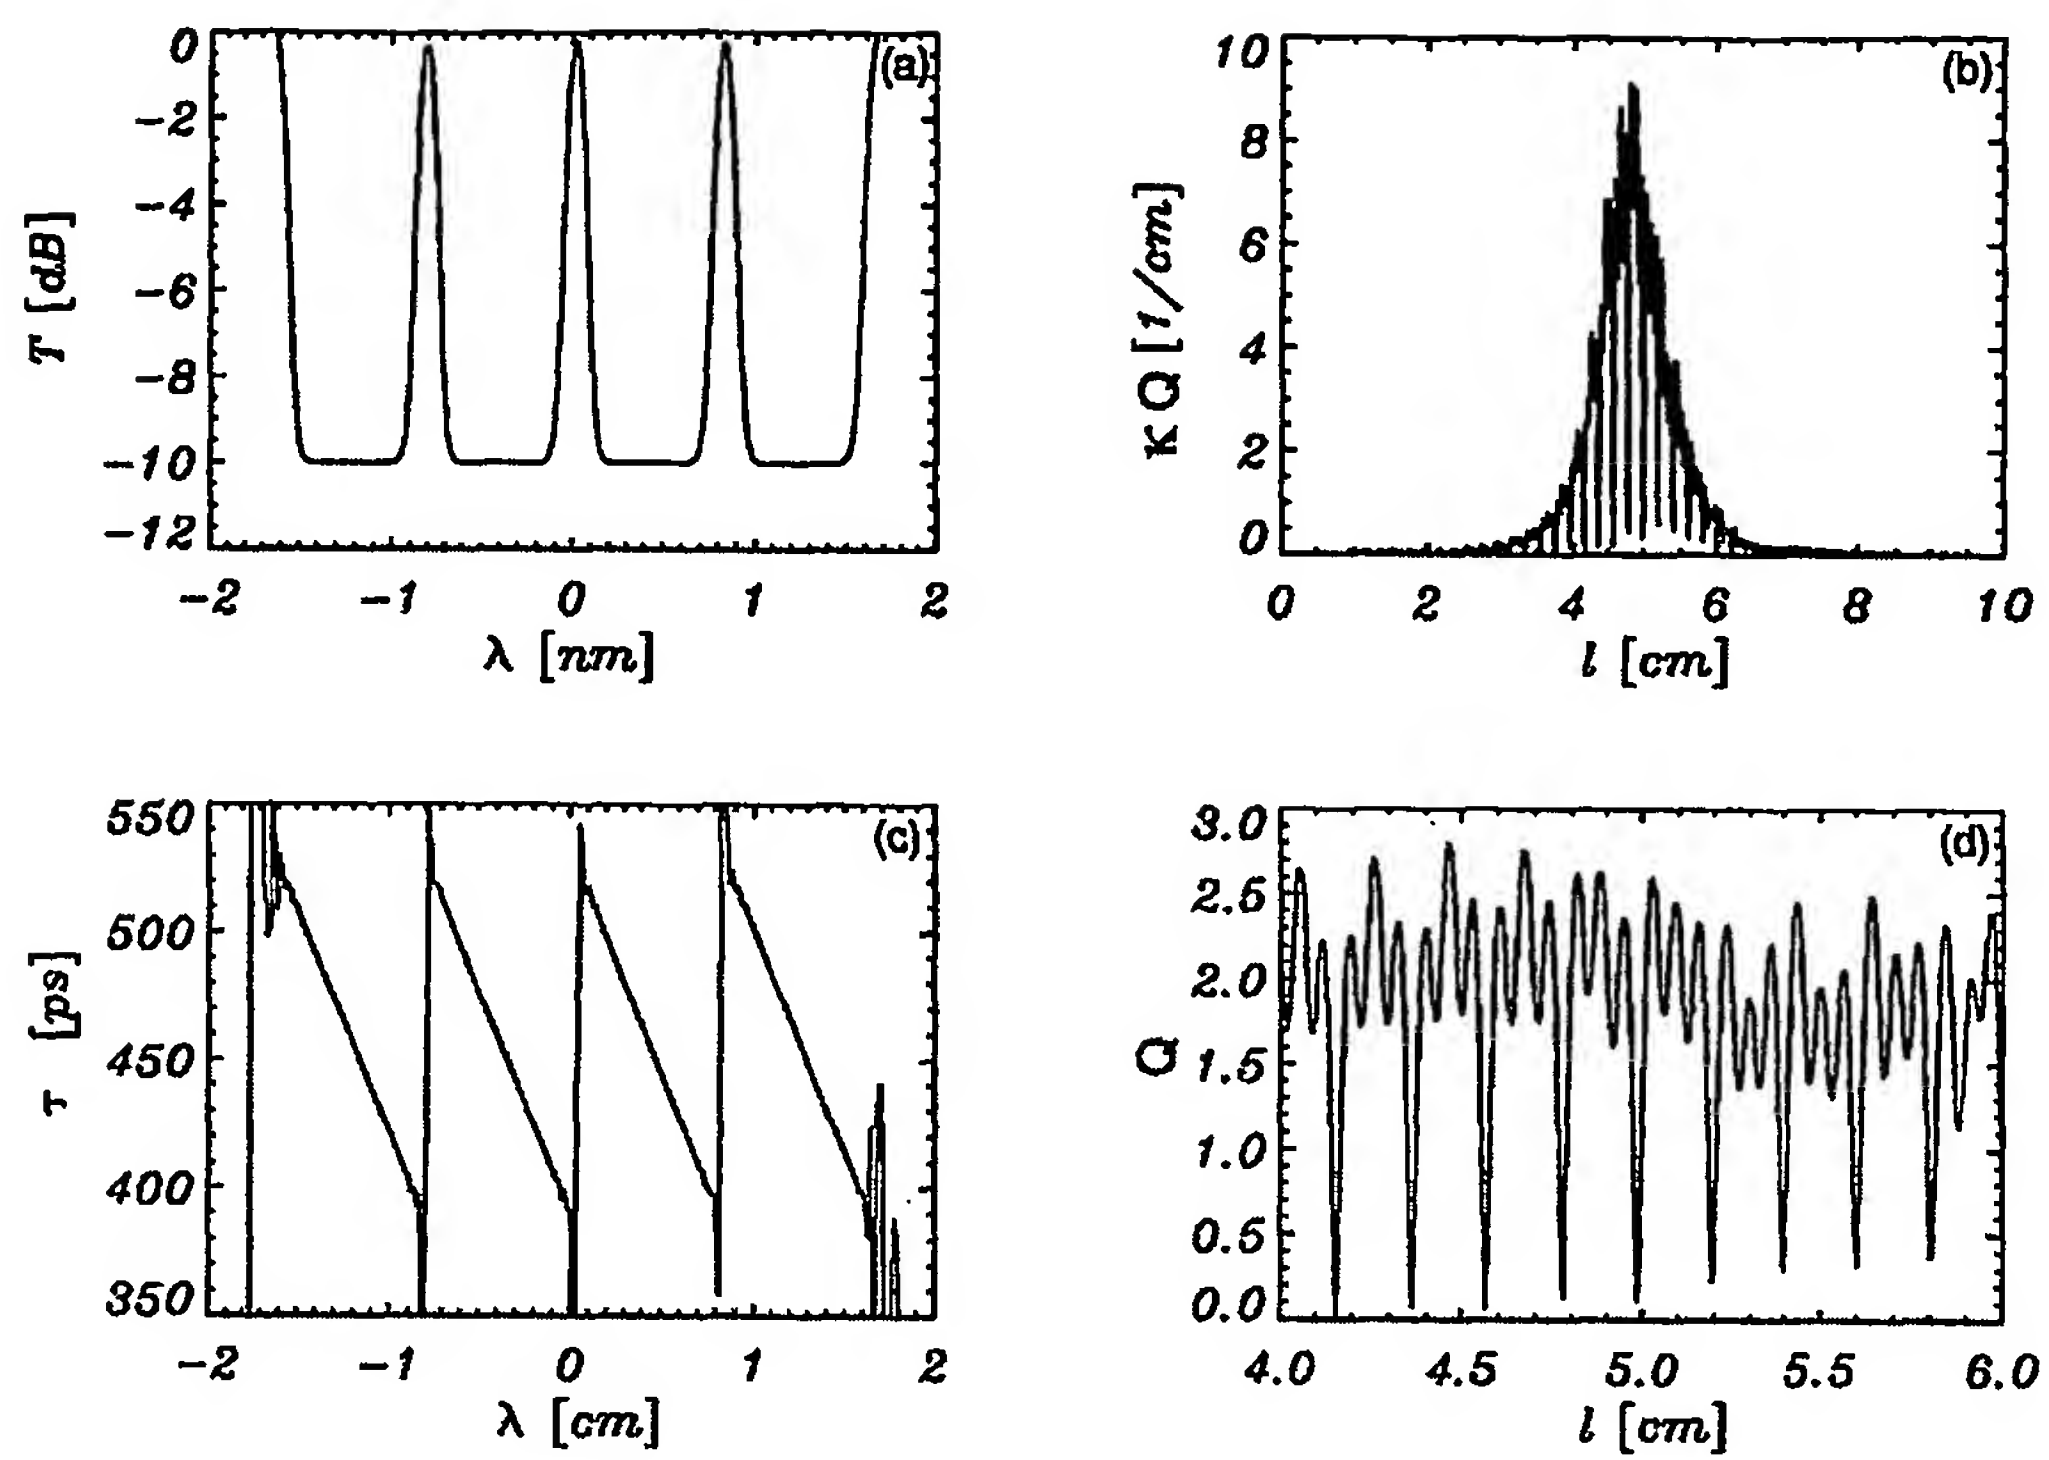 (a)
0
-2
-4
-6
-8
-10
-12
T [dB]
-2 -1 0 1 2
λ [nm]
(b)
10
8
6
4
2
0
κ Q [1/cm]
0 2 4 6 8 10
l [cm]
(c)
550
500
450
400
350
τ [ps]
-2 -1 0 1 2
λ [cm]
(d)
3.0
2.5
2.0
1.5
1.0
0.5
0.0
Q
4.0 4.5 5.0 5.5 6.0
l [cm]